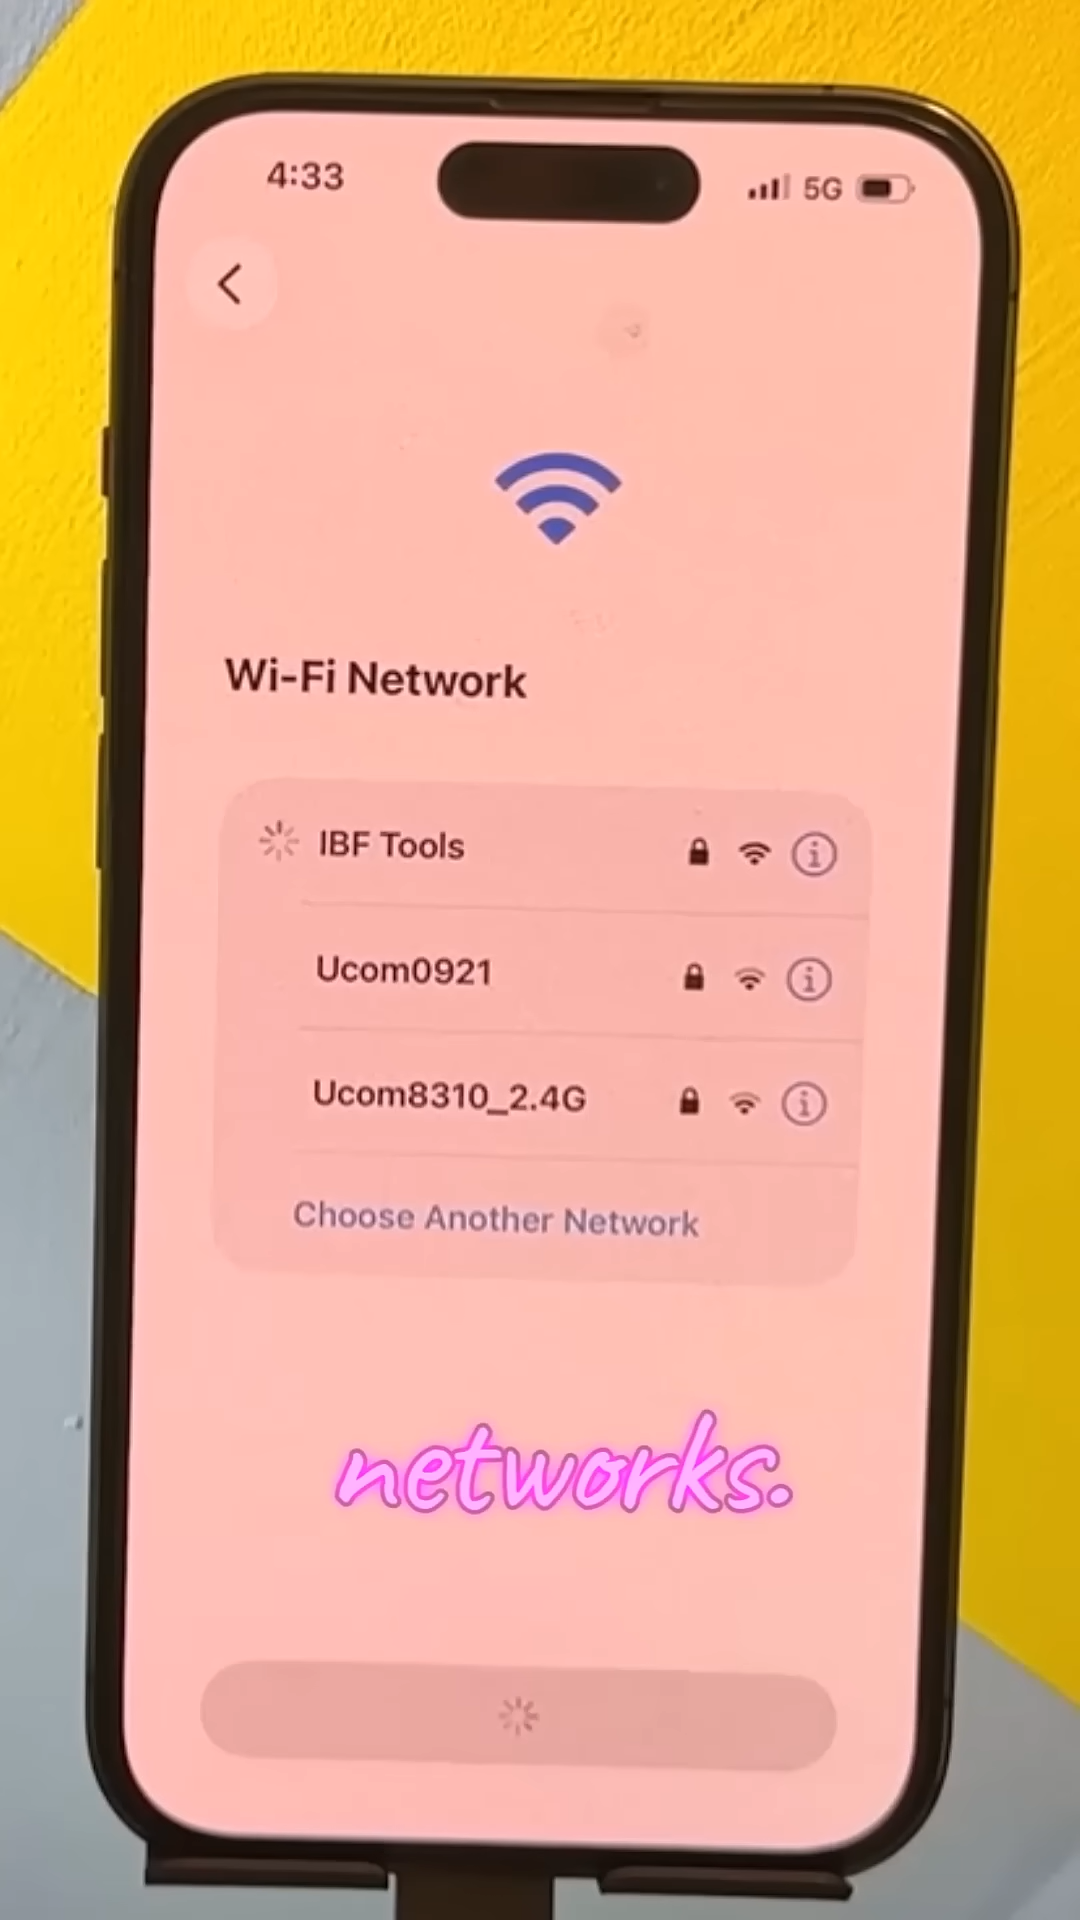 4:33
5G
Wi-Fi Network
IBF Tools
Ucom0921
Ucom8310_2.4G
Choose Another Network
networks.